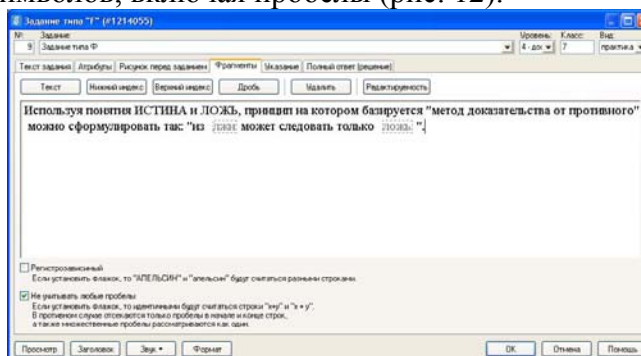 символов, включая пробелы (рис. 12).
Задание типа "F" (#1214055)
№: Задание: Уровень: Класс: Вид:
9 Задание типа Ф 4 - дос 7 практика
Текст задания Атрибуты Рисунок перед заданием Фрагменты Указание Полный ответ (решение)
Текст Нижний индекс Верхний индекс Дробь Удалить Редактируемость
Используя понятия ИСТИНА и ЛОЖЬ, принцип на котором базируется "метод доказательства от противного"
можно сформулировать так: "из лжи может следовать только ложь ".
Регистрозависимый
Если установить флажок, то "АПЕЛЬСИН" и "апельсин" будут считаться разными строками.
Не учитывать любые пробелы
Если установить флажок, то идентичными будут считаться строки "x+y" и "x + y".
В противном случае отсекаются только пробелы в начале и конце строк,
а также множественные пробелы рассматриваются как один.
Просмотр Заголовок Звук Формат OK Отмена Помощь